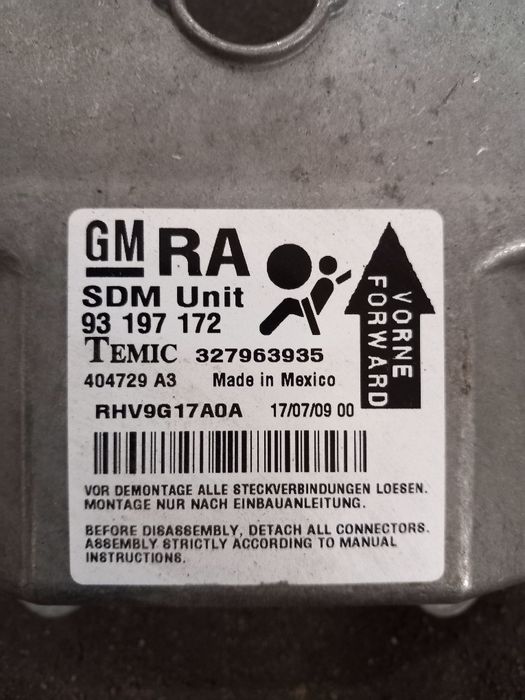 GM RA
SDM Unit
93 197 172
TEMIC 327963935
404729 A3 Made in Mexico
RHV9G17A0A 17/07/09 00
VORNE
FORWARD
VOR DEMONTAGE ALLE STECKVERBINDUNGEN LOESEN.
MONTAGE NUR NACH EINBAUANLEITUNG.
BEFORE DISASSEMBLY, DETACH ALL CONNECTORS.
ASSEMBLY STRICTLY ACCORDING TO MANUAL
INSTRUCTIONS.